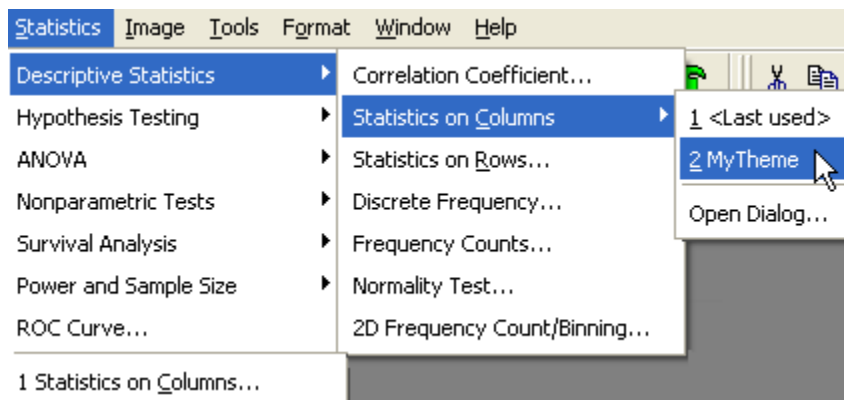 Statistics Image Tools Format Window Help
Descriptive Statistics
Hypothesis Testing
ANOVA
Nonparametric Tests
Survival Analysis
Power and Sample Size
ROC Curve...
1 Statistics on Columns...
Correlation Coefficient...
Statistics on Columns
Statistics on Rows...
Discrete Frequency...
Frequency Counts...
Normality Test...
2D Frequency Count/Binning...
1 <Last used>
2 MyTheme
Open Dialog...